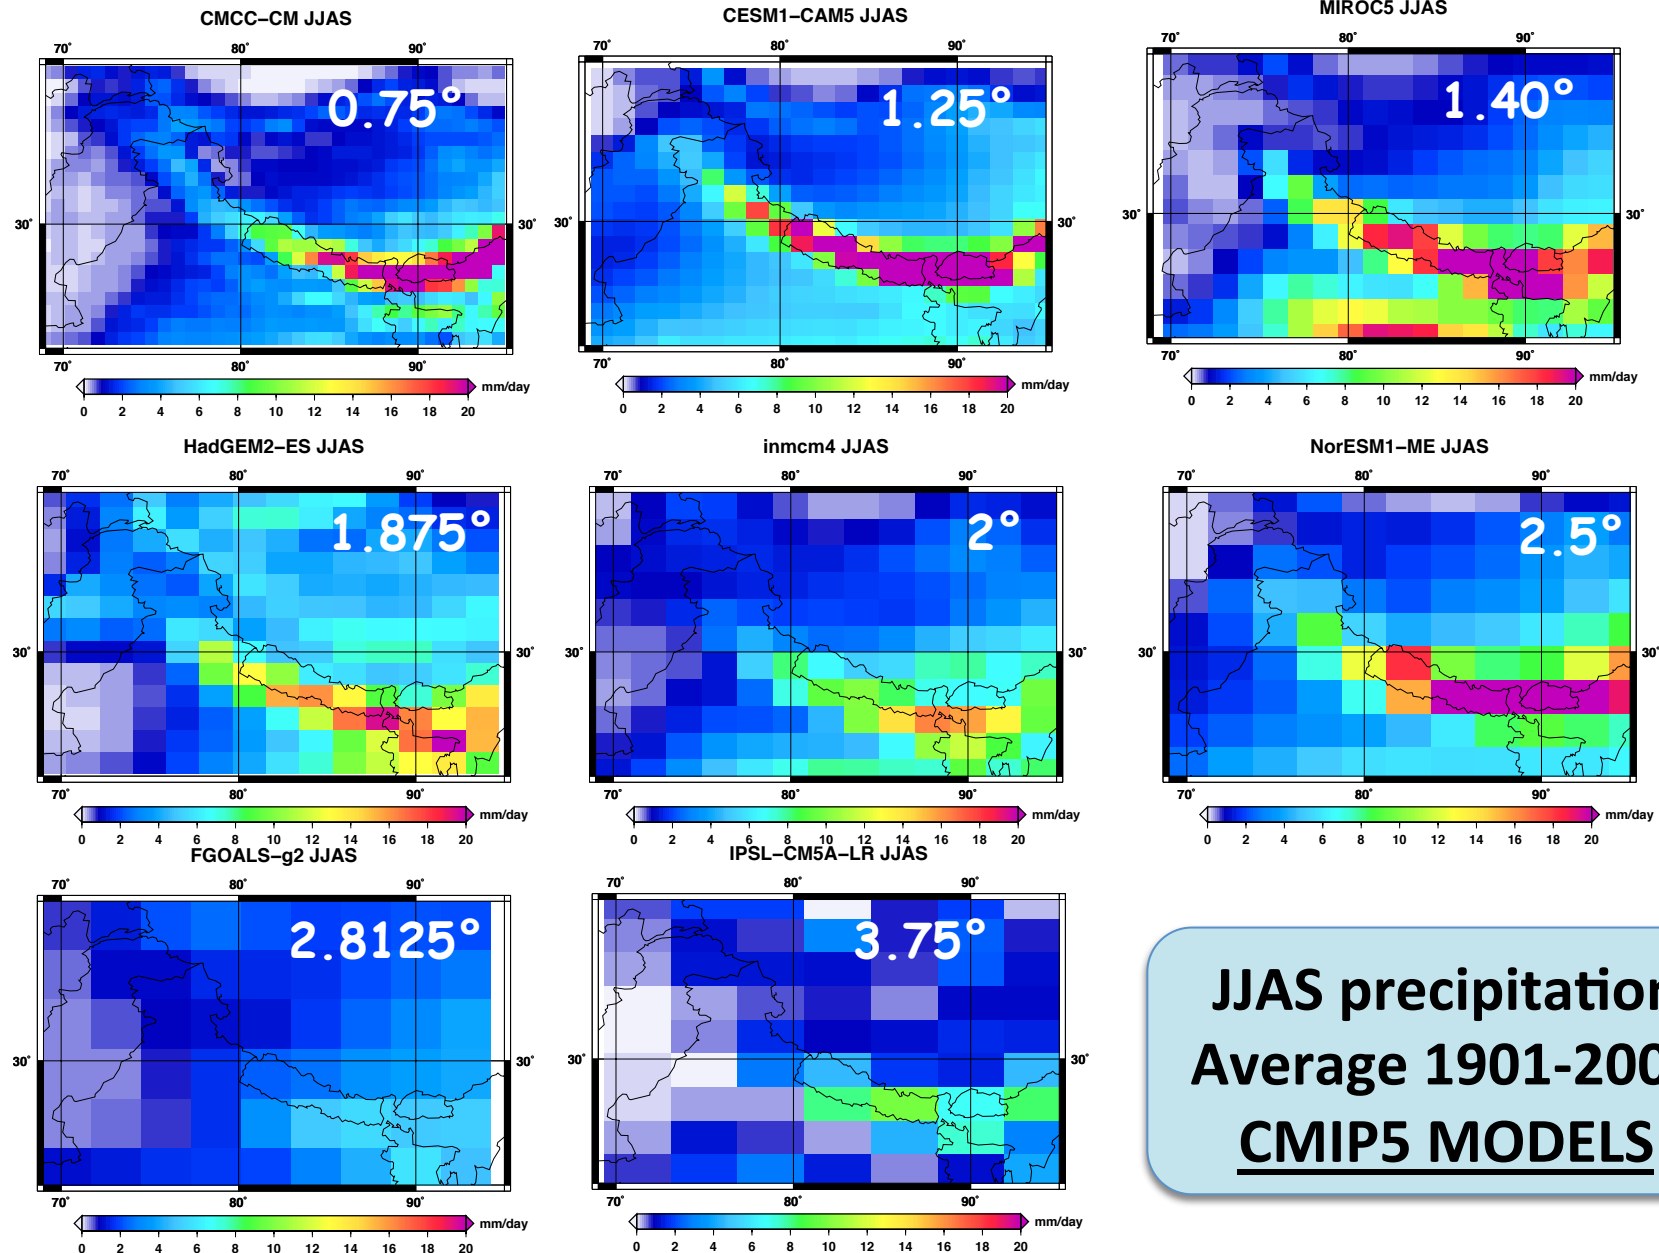 CMCC–CM JJAS
70° 80° 90°
0.75°
30° 30°
70° 80° 90°
0 2 4 6 8 10 12 14 16 18 20 mm/day
CESM1–CAM5 JJAS
70° 80° 90°
1.25°
30° 30°
70° 80° 90°
0 2 4 6 8 10 12 14 16 18 20 mm/day
MIROC5 JJAS
70° 80° 90°
1.40°
30° 30°
70° 80° 90°
0 2 4 6 8 10 12 14 16 18 20 mm/day
HadGEM2–ES JJAS
70° 80° 90°
1.875°
30° 30°
70° 80° 90°
0 2 4 6 8 10 12 14 16 18 20 mm/day
inmcm4 JJAS
70° 80° 90°
2°
30° 30°
70° 80° 90°
0 2 4 6 8 10 12 14 16 18 20 mm/day
NorESM1–ME JJAS
70° 80° 90°
2.5°
30° 30°
70° 80° 90°
0 2 4 6 8 10 12 14 16 18 20 mm/day
FGOALS–g2 JJAS
70° 80° 90°
2.8125°
30° 30°
70° 80° 90°
0 2 4 6 8 10 12 14 16 18 20 mm/day
IPSL–CM5A–LR JJAS
70° 80° 90°
3.75°
30° 30°
70° 80° 90°
0 2 4 6 8 10 12 14 16 18 20 mm/day
JJAS precipitation
Average 1901-200
CMIP5 MODELS